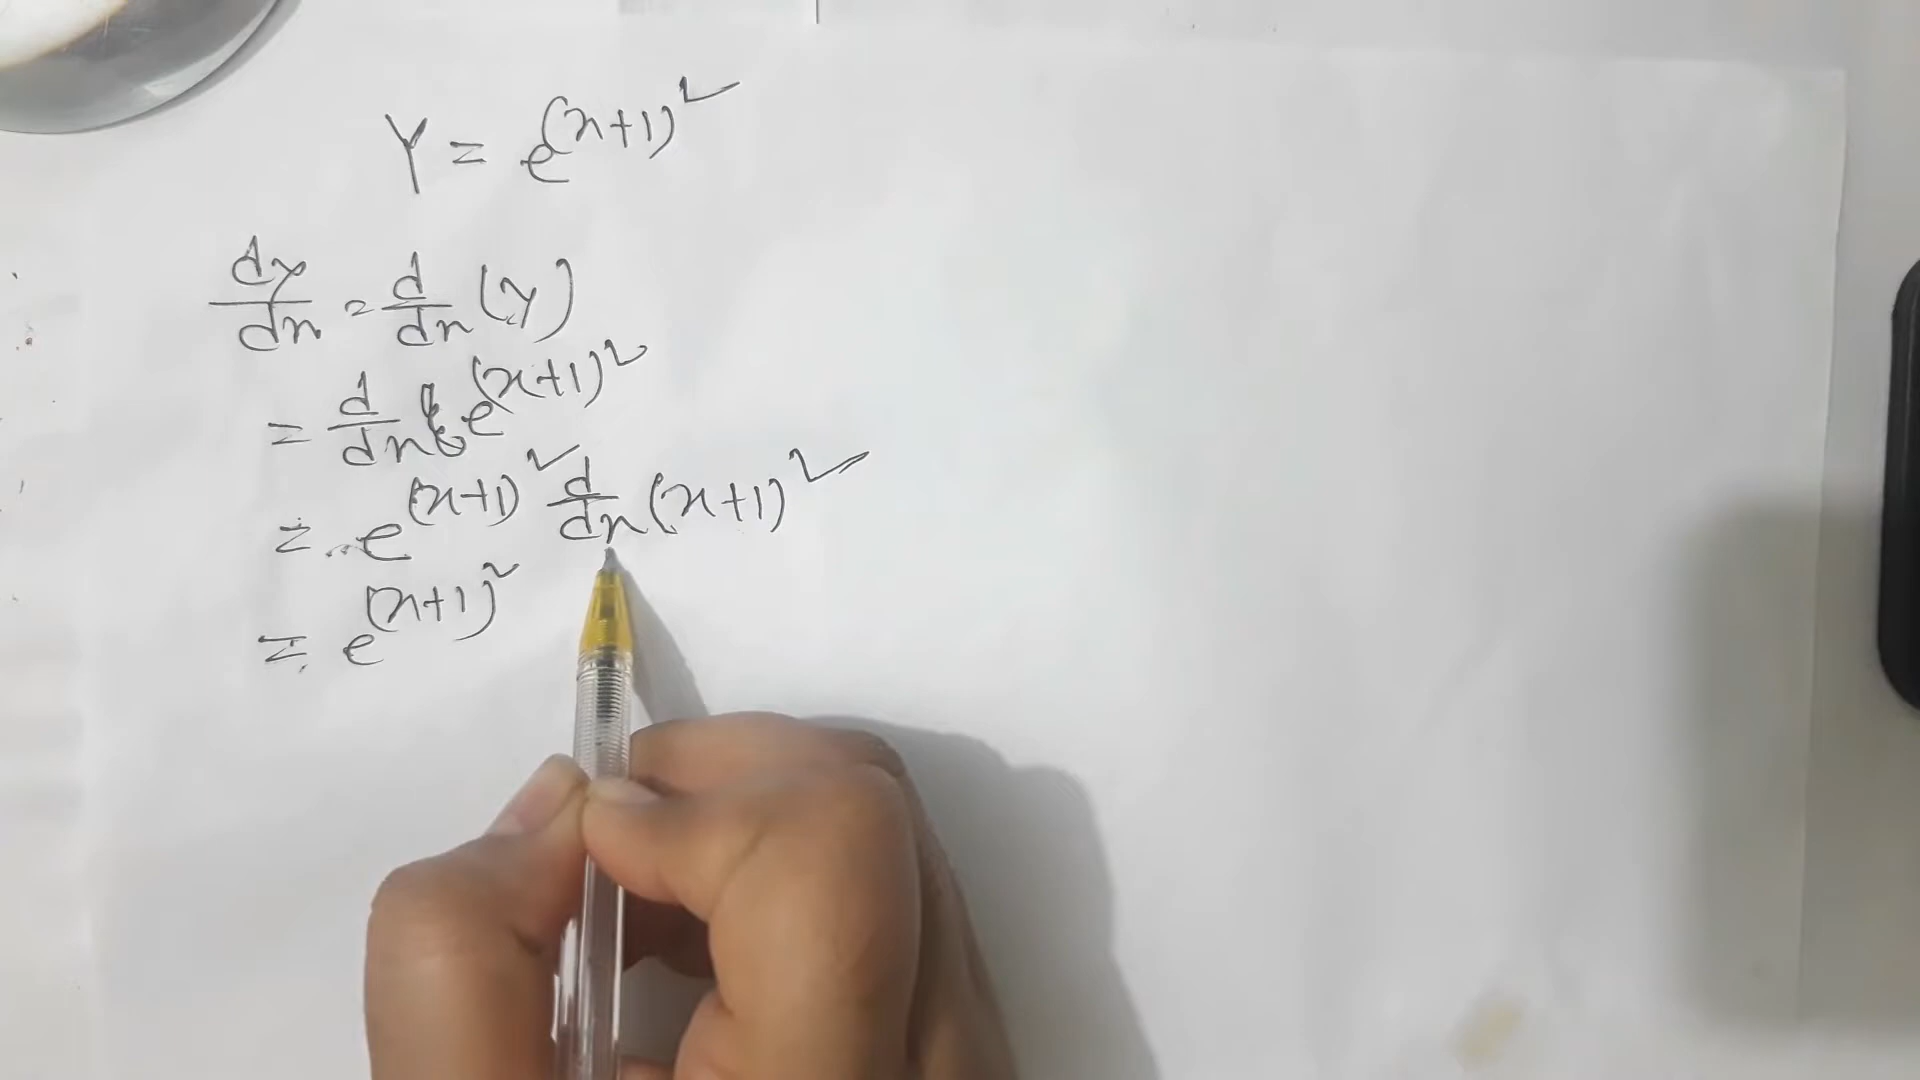 Y = e^(x+1)^2
dy/dx = d/dx (y)
= d/dx e^(x+1)^2
= e^(x+1)^2 d/dx (x+1)^2
= e^(x+1)^2